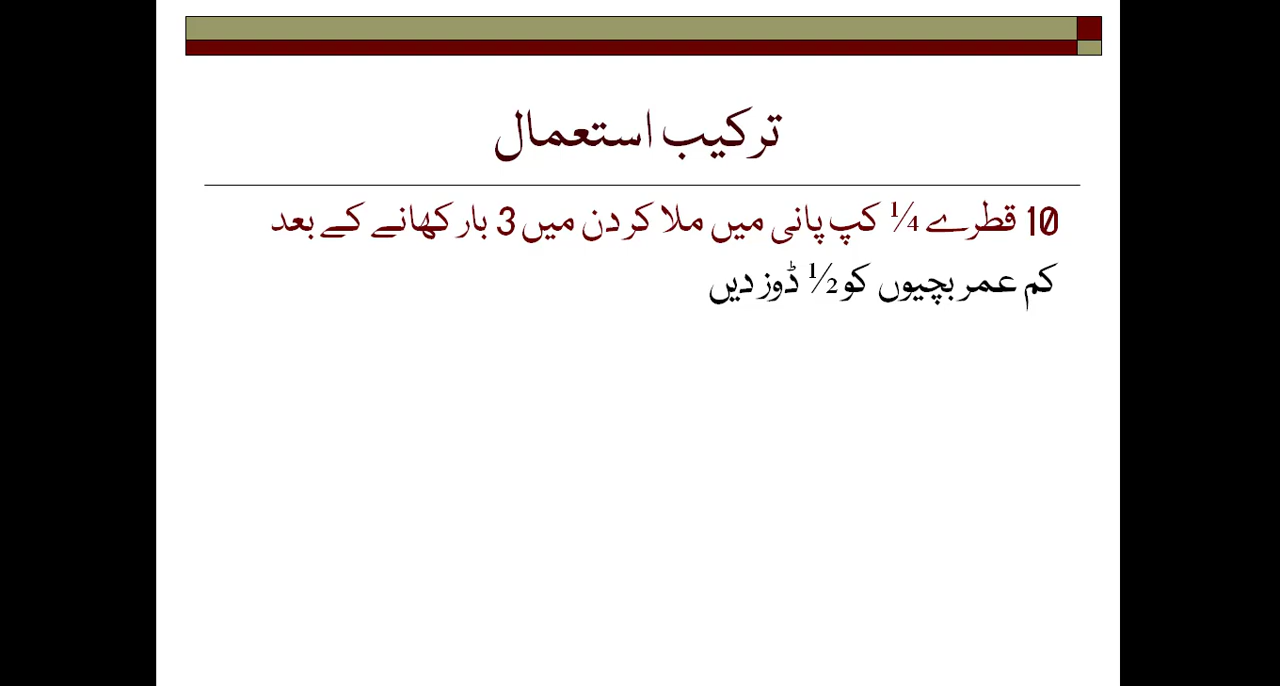 ترکیب استعمال
10 قطرے ¼ کپ پانی میں ملا کر دن میں 3 بار کھانے کے بعد
کم عمر بچیوں کو ½ ڈوز دیں